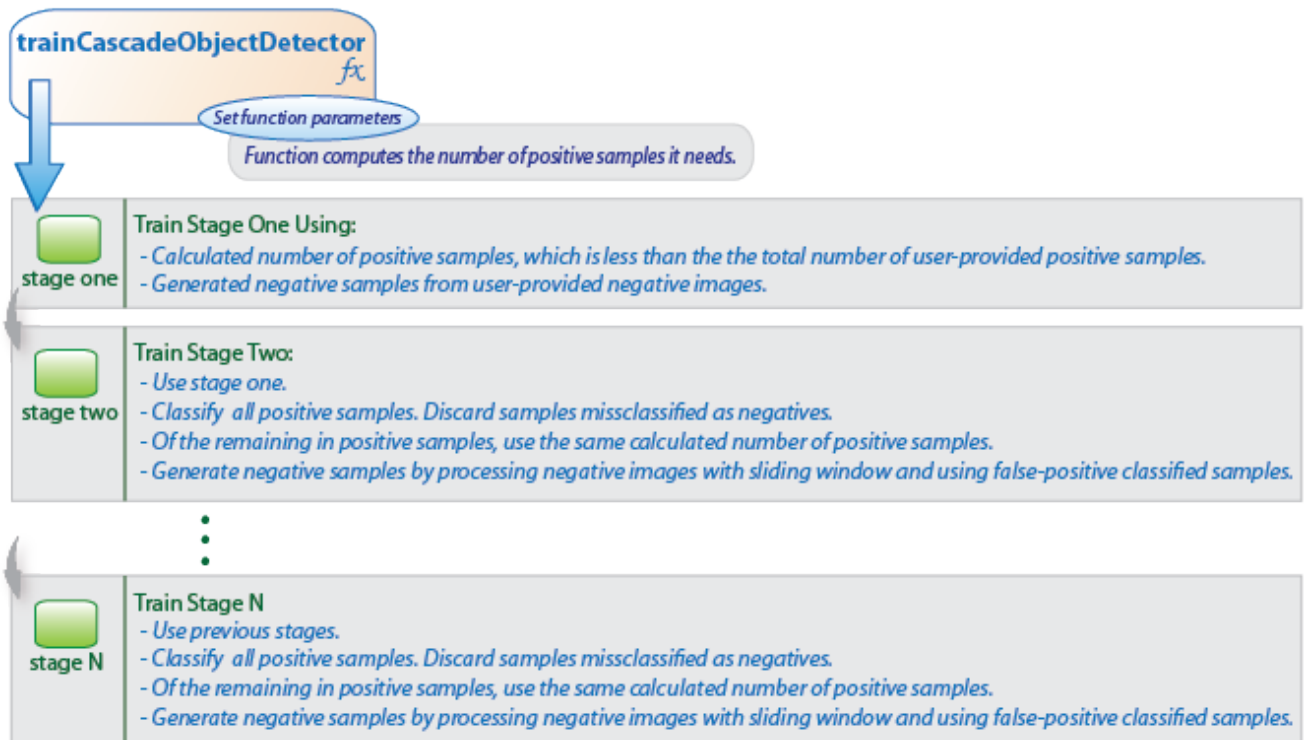 trainCascadeObjectDetector
fx
Set function parameters
Function computes the number of positive samples it needs.
stage one
Train Stage One Using:
- Calculated number of positive samples, which is less than the the total number of user-provided positive samples.
- Generated negative samples from user-provided negative images.
stage two
Train Stage Two:
- Use stage one.
- Classify all positive samples. Discard samples missclassified as negatives.
- Of the remaining in positive samples, use the same calculated number of positive samples.
- Generate negative samples by processing negative images with sliding window and using false-positive classified samples.
stage N
Train Stage N
- Use previous stages.
- Classify all positive samples. Discard samples missclassified as negatives.
- Of the remaining in positive samples, use the same calculated number of positive samples.
- Generate negative samples by processing negative images with sliding window and using false-positive classified samples.